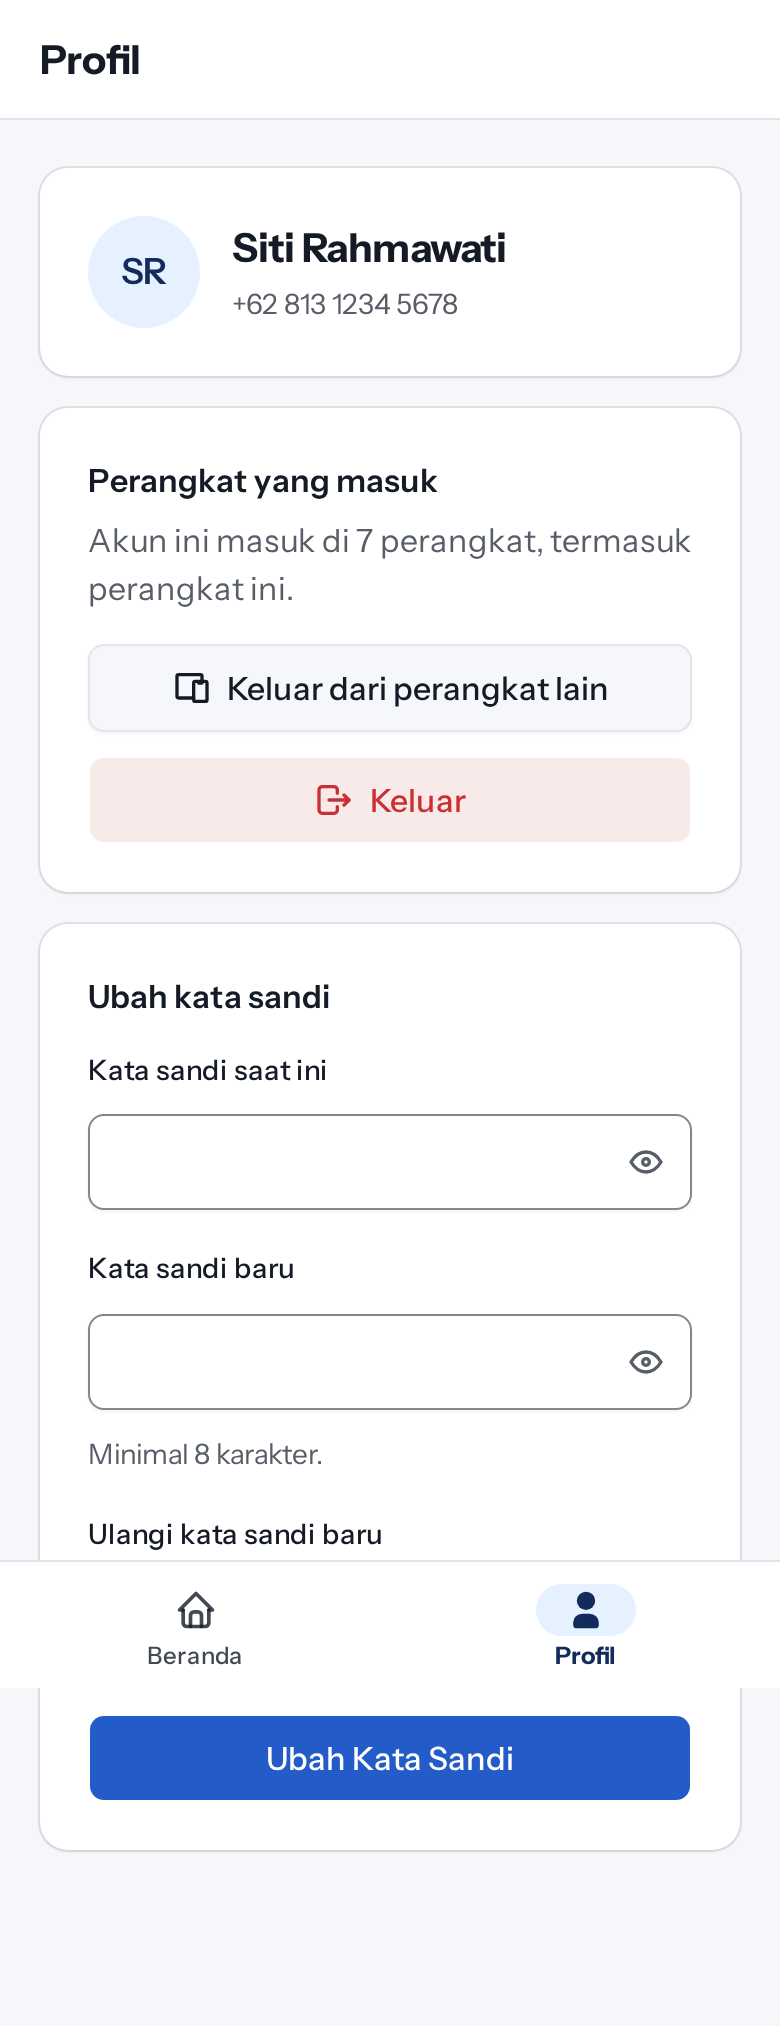 Profil
SR
Siti Rahmawati
+62 813 1234 5678
Perangkat yang masuk
Akun ini masuk di 7 perangkat, termasuk
perangkat ini.
Keluar dari perangkat lain
Keluar
Ubah kata sandi
Kata sandi saat ini
Kata sandi baru
Minimal 8 karakter.
Ulangi kata sandi baru
Beranda
Profil
Ubah Kata Sandi